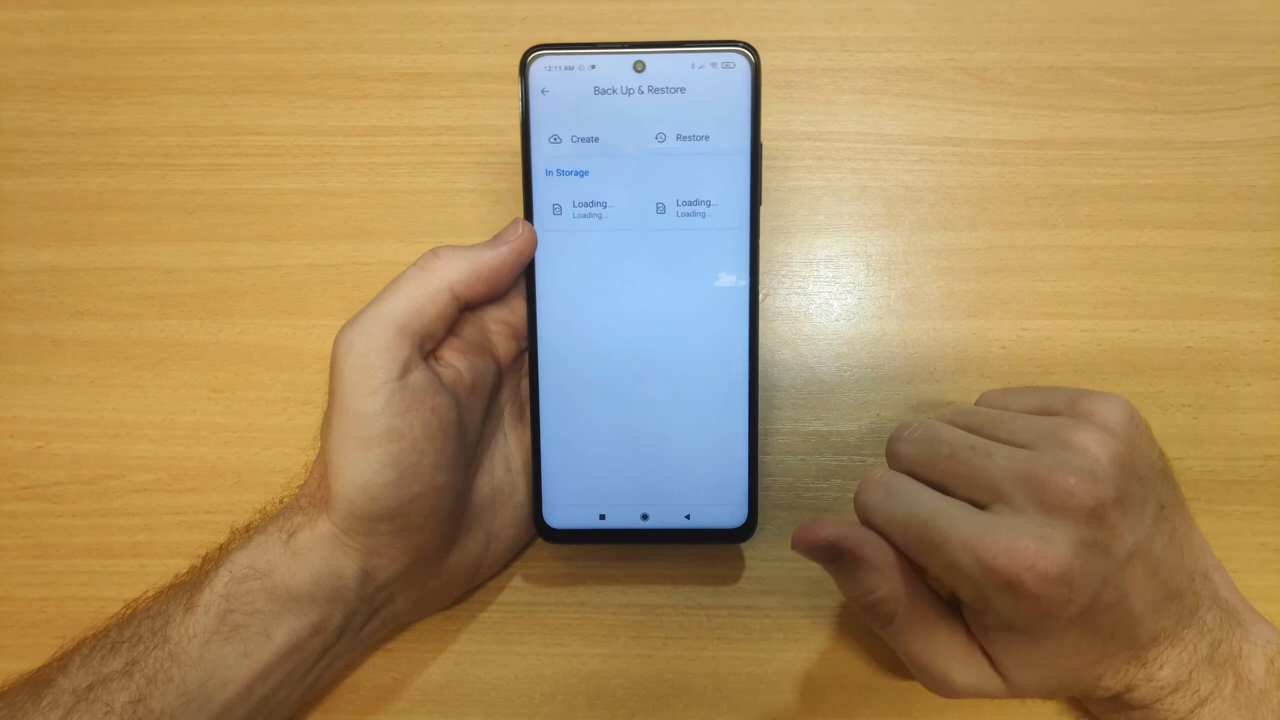 12:11 AM
Back Up & Restore
Create
Restore
In Storage
Loading...
Loading...
Loading...
Loading...